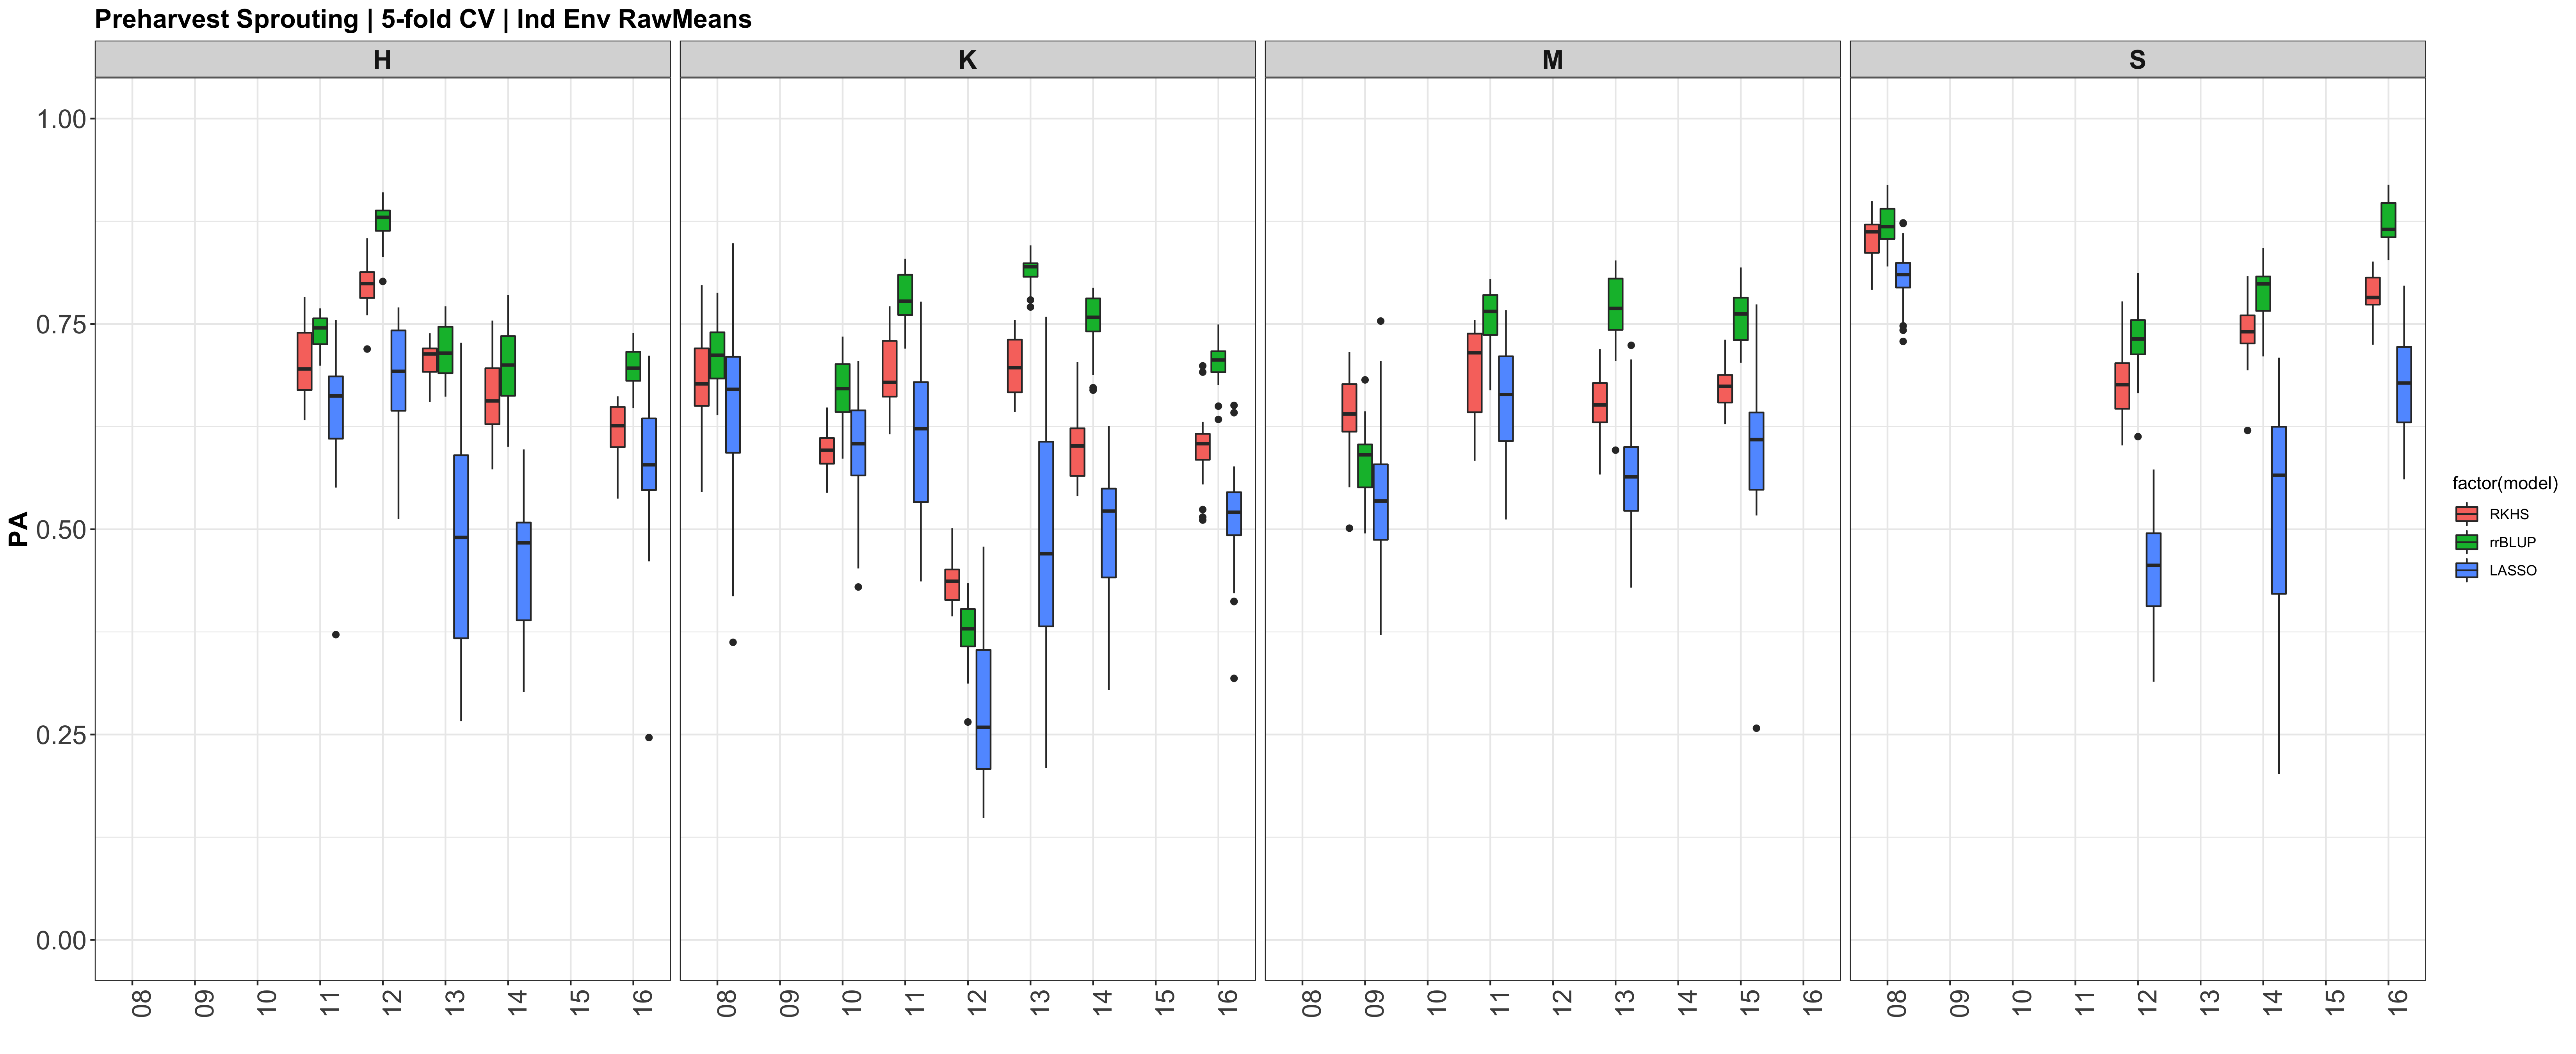 Preharvest Sprouting | 5-fold CV | Ind Env RawMeans
H K M S
1.00
0.75
0.50
0.25
0.00
PA
08 09 10 11 12 13 14 15 16
08 09 10 11 12 13 14 15 16
08 09 10 11 12 13 14 15 16
08 09 10 11 12 13 14 15 16
factor(model)
RKHS
rrBLUP
LASSO